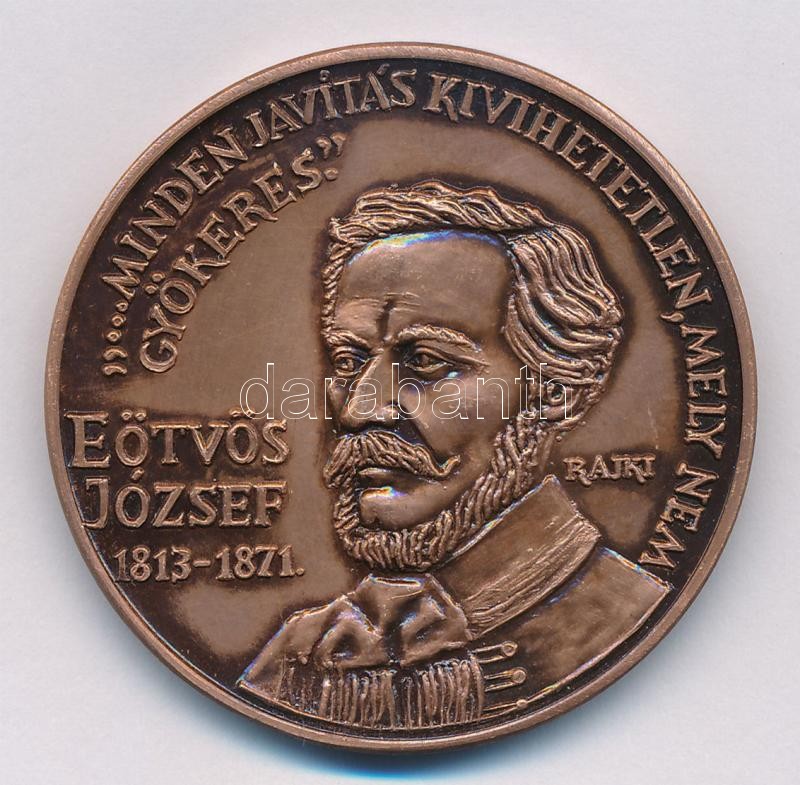 „...MINDEN JAVÍTÁS KIVIHETETLEN, MELY NEM
GYÖKERES.”
EÖTVÖS
JÓZSEF
1813-1871.
RAJKI
darabanth